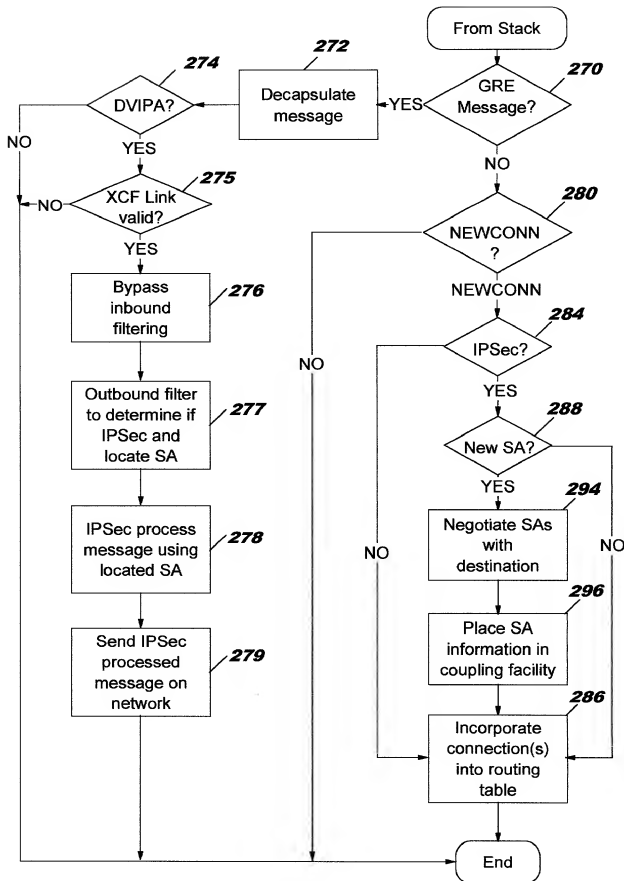 From Stack
274
272
270
DVIPA?
Decapsulate
message
YES
GRE
Message?
NO
YES
NO
275
280
NO
XCF Link
valid?
NEWCONN
?
YES
NEWCONN
Bypass
inbound
filtering
276
284
NO
IPSec?
YES
Outbound filter
to determine if
IPSec and
locate SA
277
288
New SA?
YES
294
IPSec process
message using
located SA
278
Negotiate SAs
with
destination
NO
NO
296
Send IPSec
processed
message on
network
279
Place SA
information in
coupling facility
286
Incorporate
connection(s)
into routing
table
End